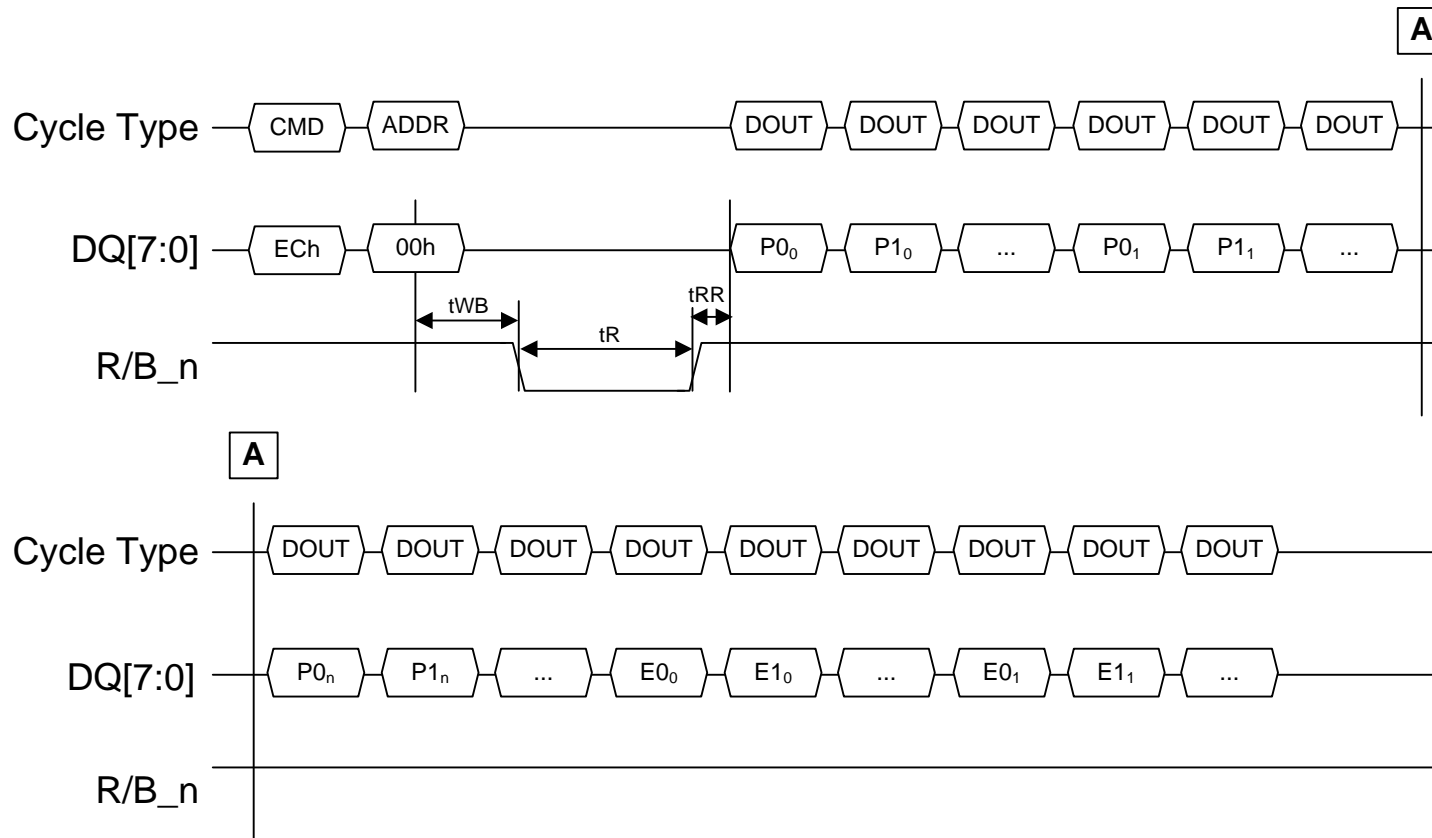 A
Cycle Type CMD ADDR DOUT DOUT DOUT DOUT DOUT DOUT
DQ[7:0] ECh 00h P0₀ P1₀ ... P0₁ P1₁ ...
tWB tR tRR
R/B_n
A
Cycle Type DOUT DOUT DOUT DOUT DOUT DOUT DOUT DOUT DOUT
DQ[7:0] P0ₙ P1ₙ ... E0₀ E1₀ ... E0₁ E1₁ ...
R/B_n